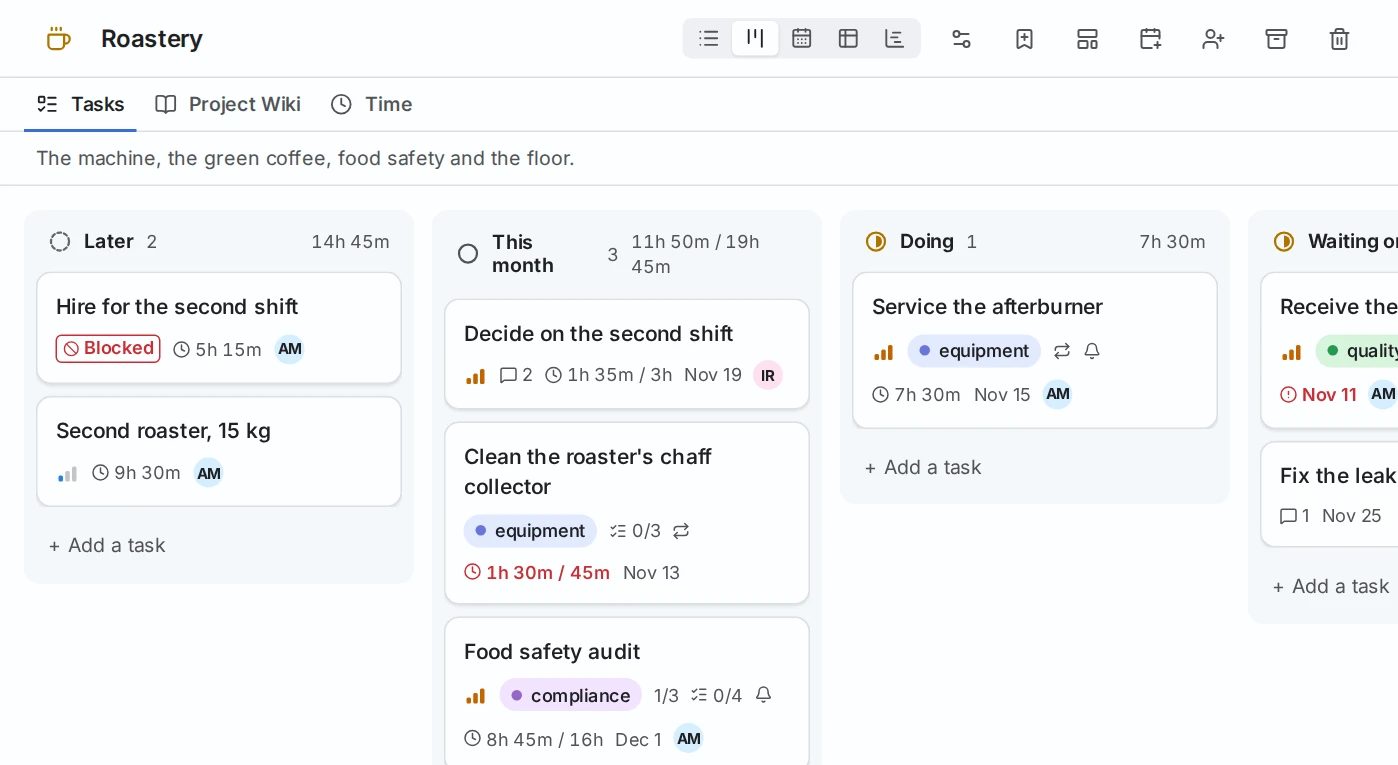 Roastery
Tasks
Project Wiki
Time
The machine, the green coffee, food safety and the floor.
Later 2 14h 45m
Hire for the second shift
Blocked 5h 15m AM
Second roaster, 15 kg
9h 30m AM
+ Add a task
This month 3 11h 50m / 19h 45m
Decide on the second shift
2 1h 35m / 3h Nov 19 IR
Clean the roaster's chaff
collector
equipment 0/3
1h 30m / 45m Nov 13
Food safety audit
compliance 1/3 0/4
8h 45m / 16h Dec 1 AM
Doing 1 7h 30m
Service the afterburner
equipment
7h 30m Nov 15 AM
+ Add a task
Waiting
Receive the
quality
Nov 11 AM
Fix the leak
1 Nov 25
+ Add a task